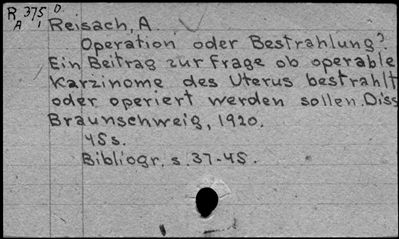 R 375 D.
A 1
Reisach, A
Operation oder Bestrahlung?
Ein Beitrag zur Frage ob operable
Karzinome des Uterus bestrahlt
oder operiert werden sollen. Diss
Braunschweig, 1920.
45s.
Bibliogr. s. 37-45.